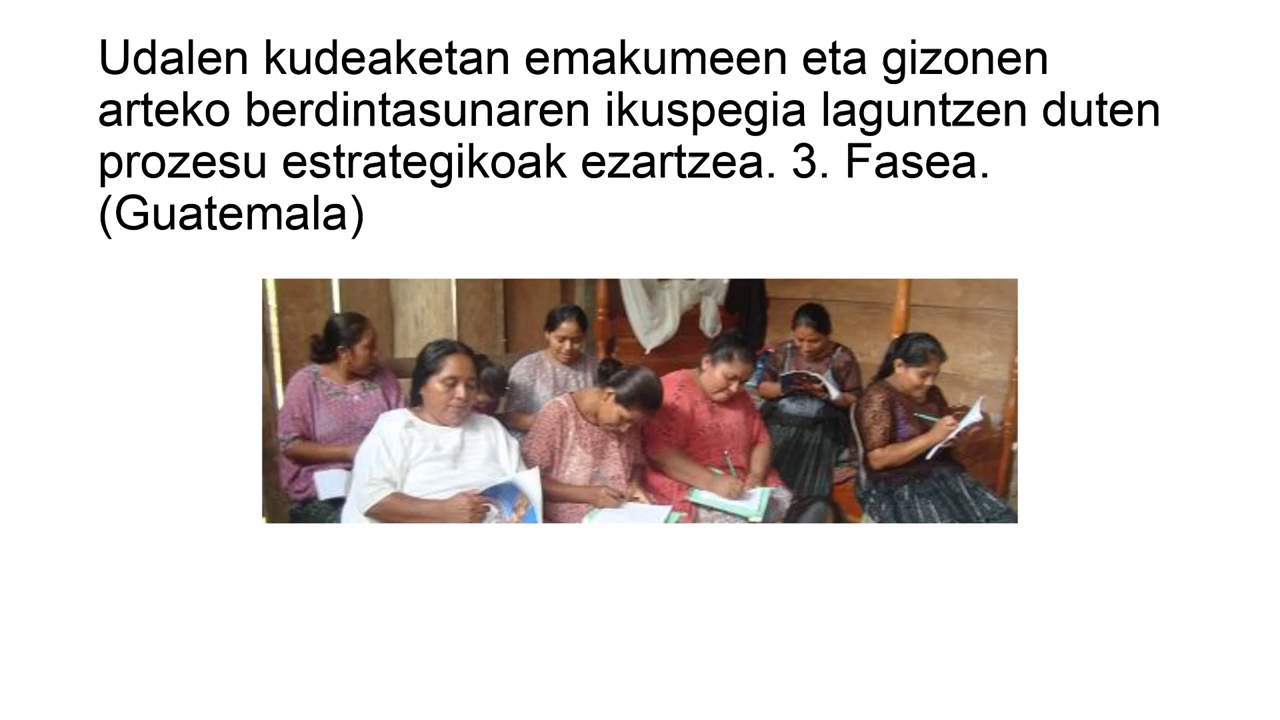 Udalen kudeaketan emakumeen eta gizonen
arteko berdintasunaren ikuspegia laguntzen duten
prozesu estrategikoak ezartzea. 3. Fasea.
(Guatemala)